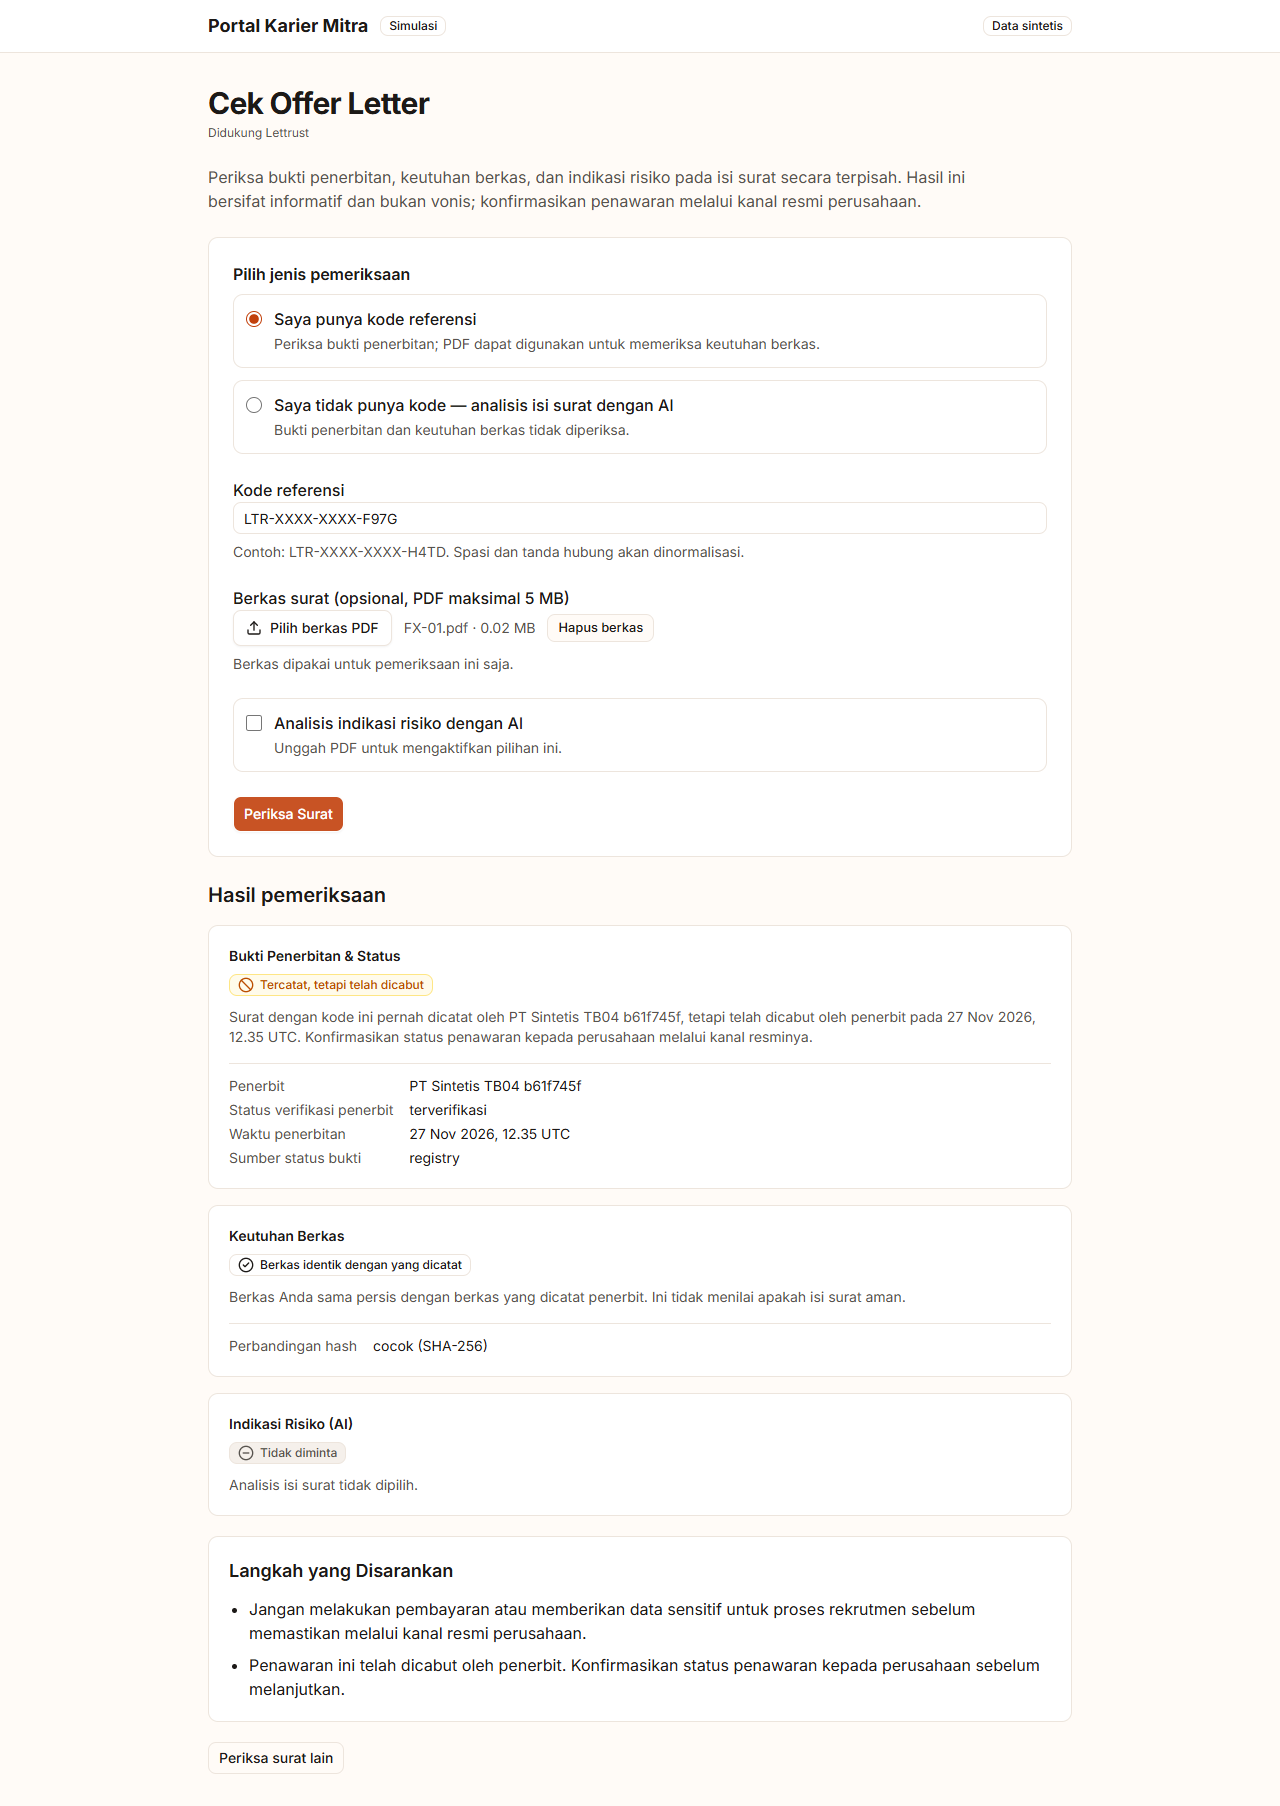 Portal Karier Mitra
Simulasi
Data sintetis
Cek Offer Letter
Didukung Lettrust
Periksa bukti penerbitan, keutuhan berkas, dan indikasi risiko pada isi surat secara terpisah. Hasil ini
bersifat informatif dan bukan vonis; konfirmasikan penawaran melalui kanal resmi perusahaan.
Pilih jenis pemeriksaan
Saya punya kode referensi
Periksa bukti penerbitan; PDF dapat digunakan untuk memeriksa keutuhan berkas.
Saya tidak punya kode — analisis isi surat dengan AI
Bukti penerbitan dan keutuhan berkas tidak diperiksa.
Kode referensi
LTR-XXXX-XXXX-F97G
Contoh: LTR-XXXX-XXXX-H4TD. Spasi dan tanda hubung akan dinormalisasi.
Berkas surat (opsional, PDF maksimal 5 MB)
Pilih berkas PDF
FX-01.pdf · 0.02 MB
Hapus berkas
Berkas dipakai untuk pemeriksaan ini saja.
Analisis indikasi risiko dengan AI
Unggah PDF untuk mengaktifkan pilihan ini.
Periksa Surat
Hasil pemeriksaan
Bukti Penerbitan & Status
Tercatat, tetapi telah dicabut
Surat dengan kode ini pernah dicatat oleh PT Sintetis TB04 b61f745f, tetapi telah dicabut oleh penerbit pada 27 Nov 2026,
12.35 UTC. Konfirmasikan status penawaran kepada perusahaan melalui kanal resminya.
Penerbit PT Sintetis TB04 b61f745f
Status verifikasi penerbit terverifikasi
Waktu penerbitan 27 Nov 2026, 12.35 UTC
Sumber status bukti registry
Keutuhan Berkas
Berkas identik dengan yang dicatat
Berkas Anda sama persis dengan berkas yang dicatat penerbit. Ini tidak menilai apakah isi surat aman.
Perbandingan hash cocok (SHA-256)
Indikasi Risiko (AI)
Tidak diminta
Analisis isi surat tidak dipilih.
Langkah yang Disarankan
• Jangan melakukan pembayaran atau memberikan data sensitif untuk proses rekrutmen sebelum
memastikan melalui kanal resmi perusahaan.
• Penawaran ini telah dicabut oleh penerbit. Konfirmasikan status penawaran kepada perusahaan sebelum
melanjutkan.
Periksa surat lain